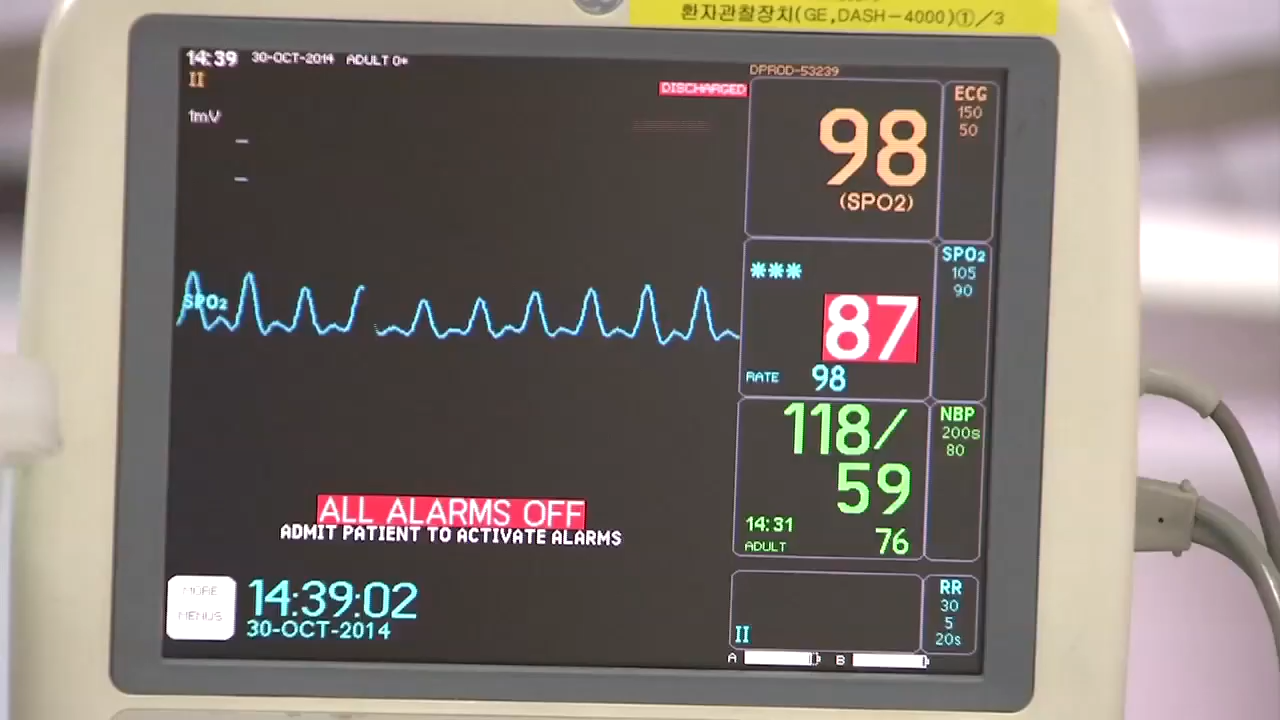 환자관찰장치(GE,DASH-4000)①/3
14:39 30-OCT-2014 ADULT 0*
DPROD-53239
II
DISCHARGED
1mV
98
(SPO2)
ECG
150
50
SPO2
***
87
RATE 98
SPO2
105
90
118/
59
14:31
ADULT 76
NBP
200s
80
ALL ALARMS OFF
ADMIT PATIENT TO ACTIVATE ALARMS
MORE
MENUS
14:39:02
30-OCT-2014
II
RR
30
5
20s
A B